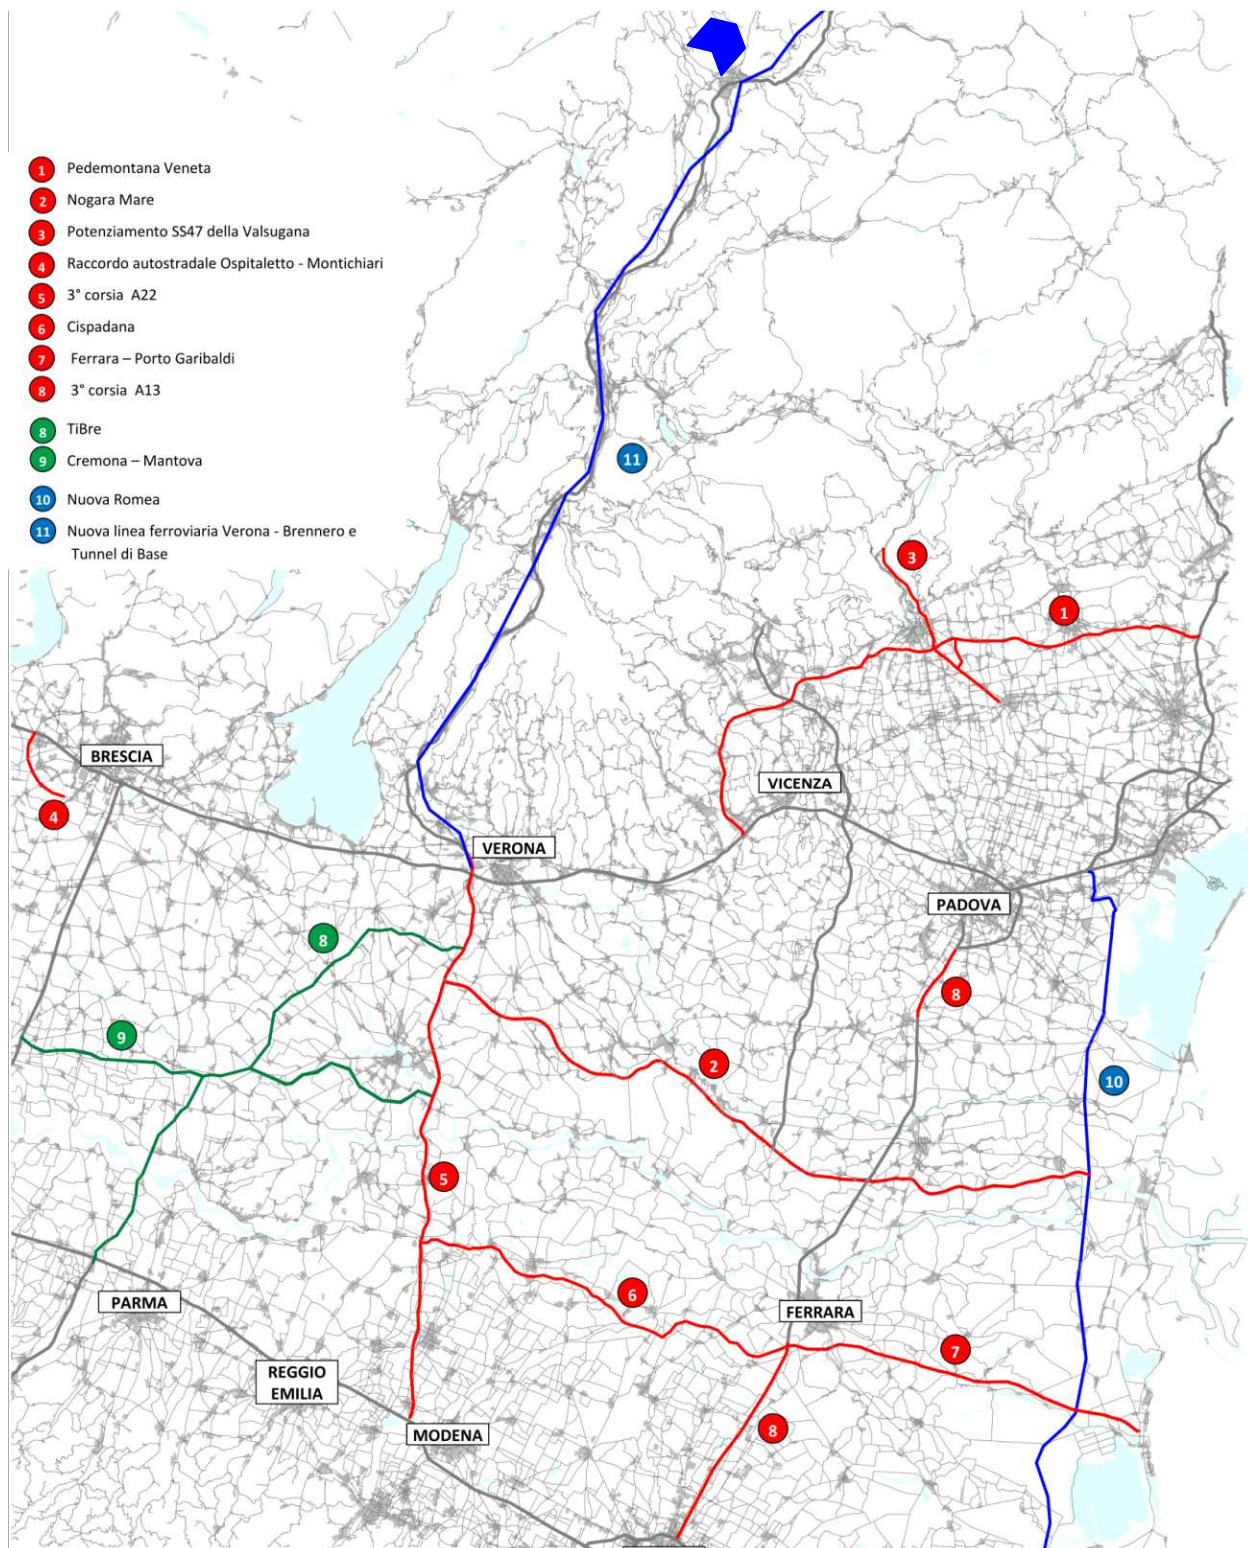 1 Pedemontana Veneta
2 Nogara Mare
3 Potenziamento SS47 della Valsugana
4 Raccordo autostradale Ospitaletto - Montichiari
5 3° corsia A22
6 Cispadana
7 Ferrara – Porto Garibaldi
8 3° corsia A13
8 TiBre
9 Cremona – Mantova
10 Nuova Romea
11 Nuova linea ferroviaria Verona - Brennero e
Tunnel di Base
11
3
1
BRESCIA
VICENZA
4
VERONA
PADOVA
8
8
9
2
10
5
6
PARMA
FERRARA
7
REGGIO
EMILIA
MODENA
8